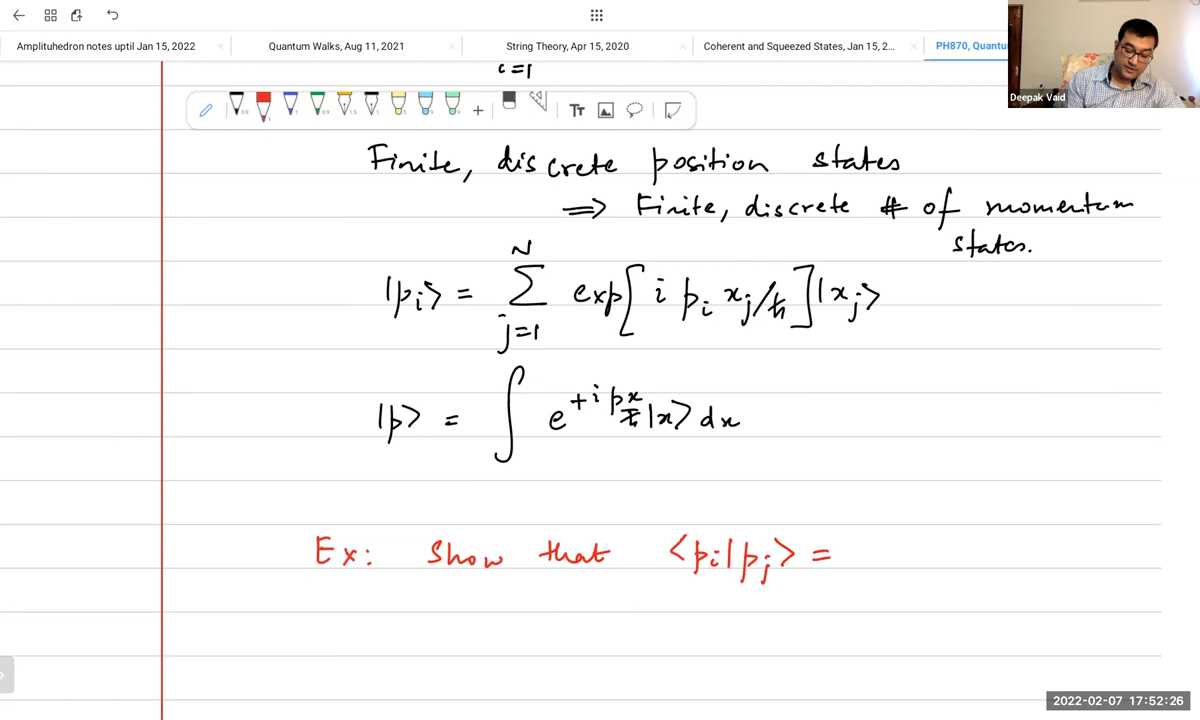 Amplituhedron notes uptil Jan 15, 2022
Quantum Walks, Aug 11, 2021
String Theory, Apr 15, 2020
Coherent and Squeezed States, Jan 15, 2...
PH870, Quantu
Deepak Vaid
c=1
Tт
Finite, discrete position states
⇒ Finite, discrete # of momentum
states.
|pi> = N∑j=1 exp[i pi xj/ħ]|xj>
|p> = ∫ e^{+i px/ħ}|x> dx
Ex: Show that <pi|pj> =
2022-02-07 17:52:26